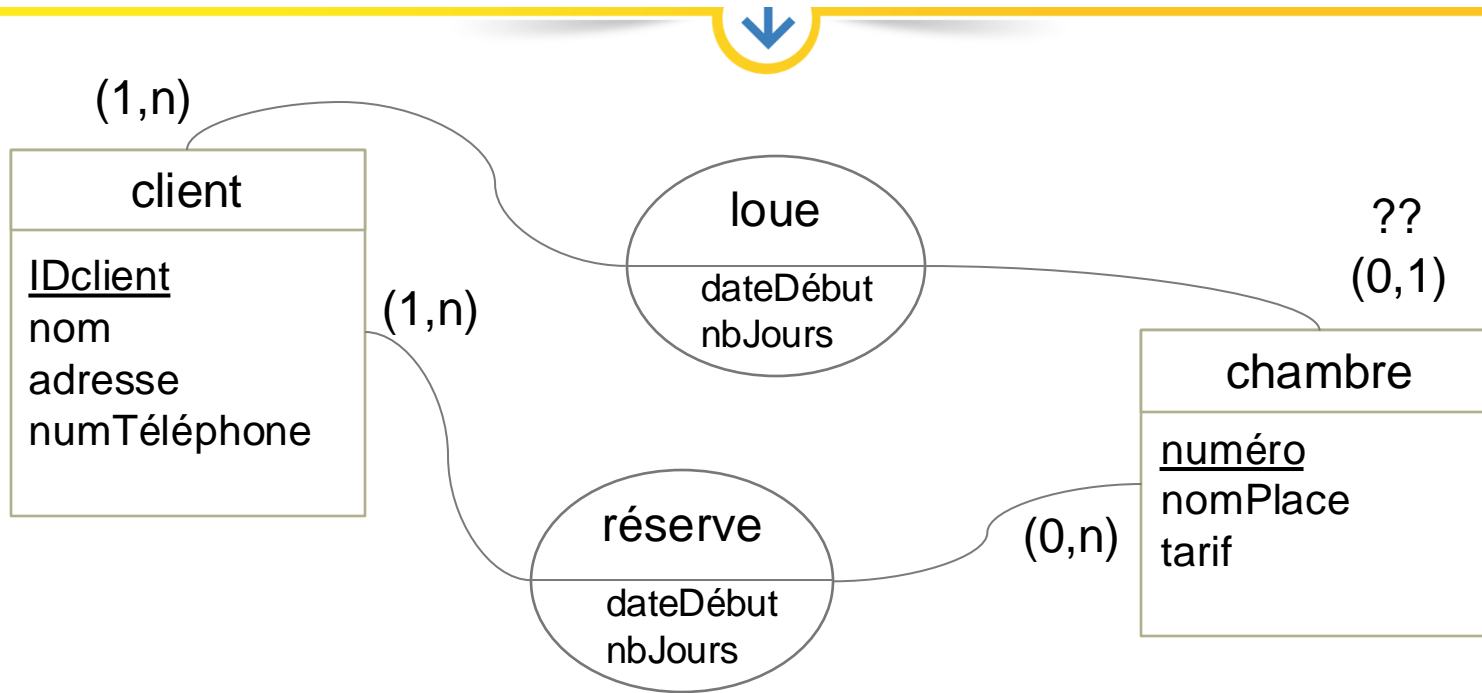 (1,n)
client
IDclient
nom
adresse
numTéléphone
(1,n)
loue
dateDébut
nbJours
??
(0,1)
chambre
numéro
nomPlace
tarif
(0,n)
réserve
dateDébut
nbJours